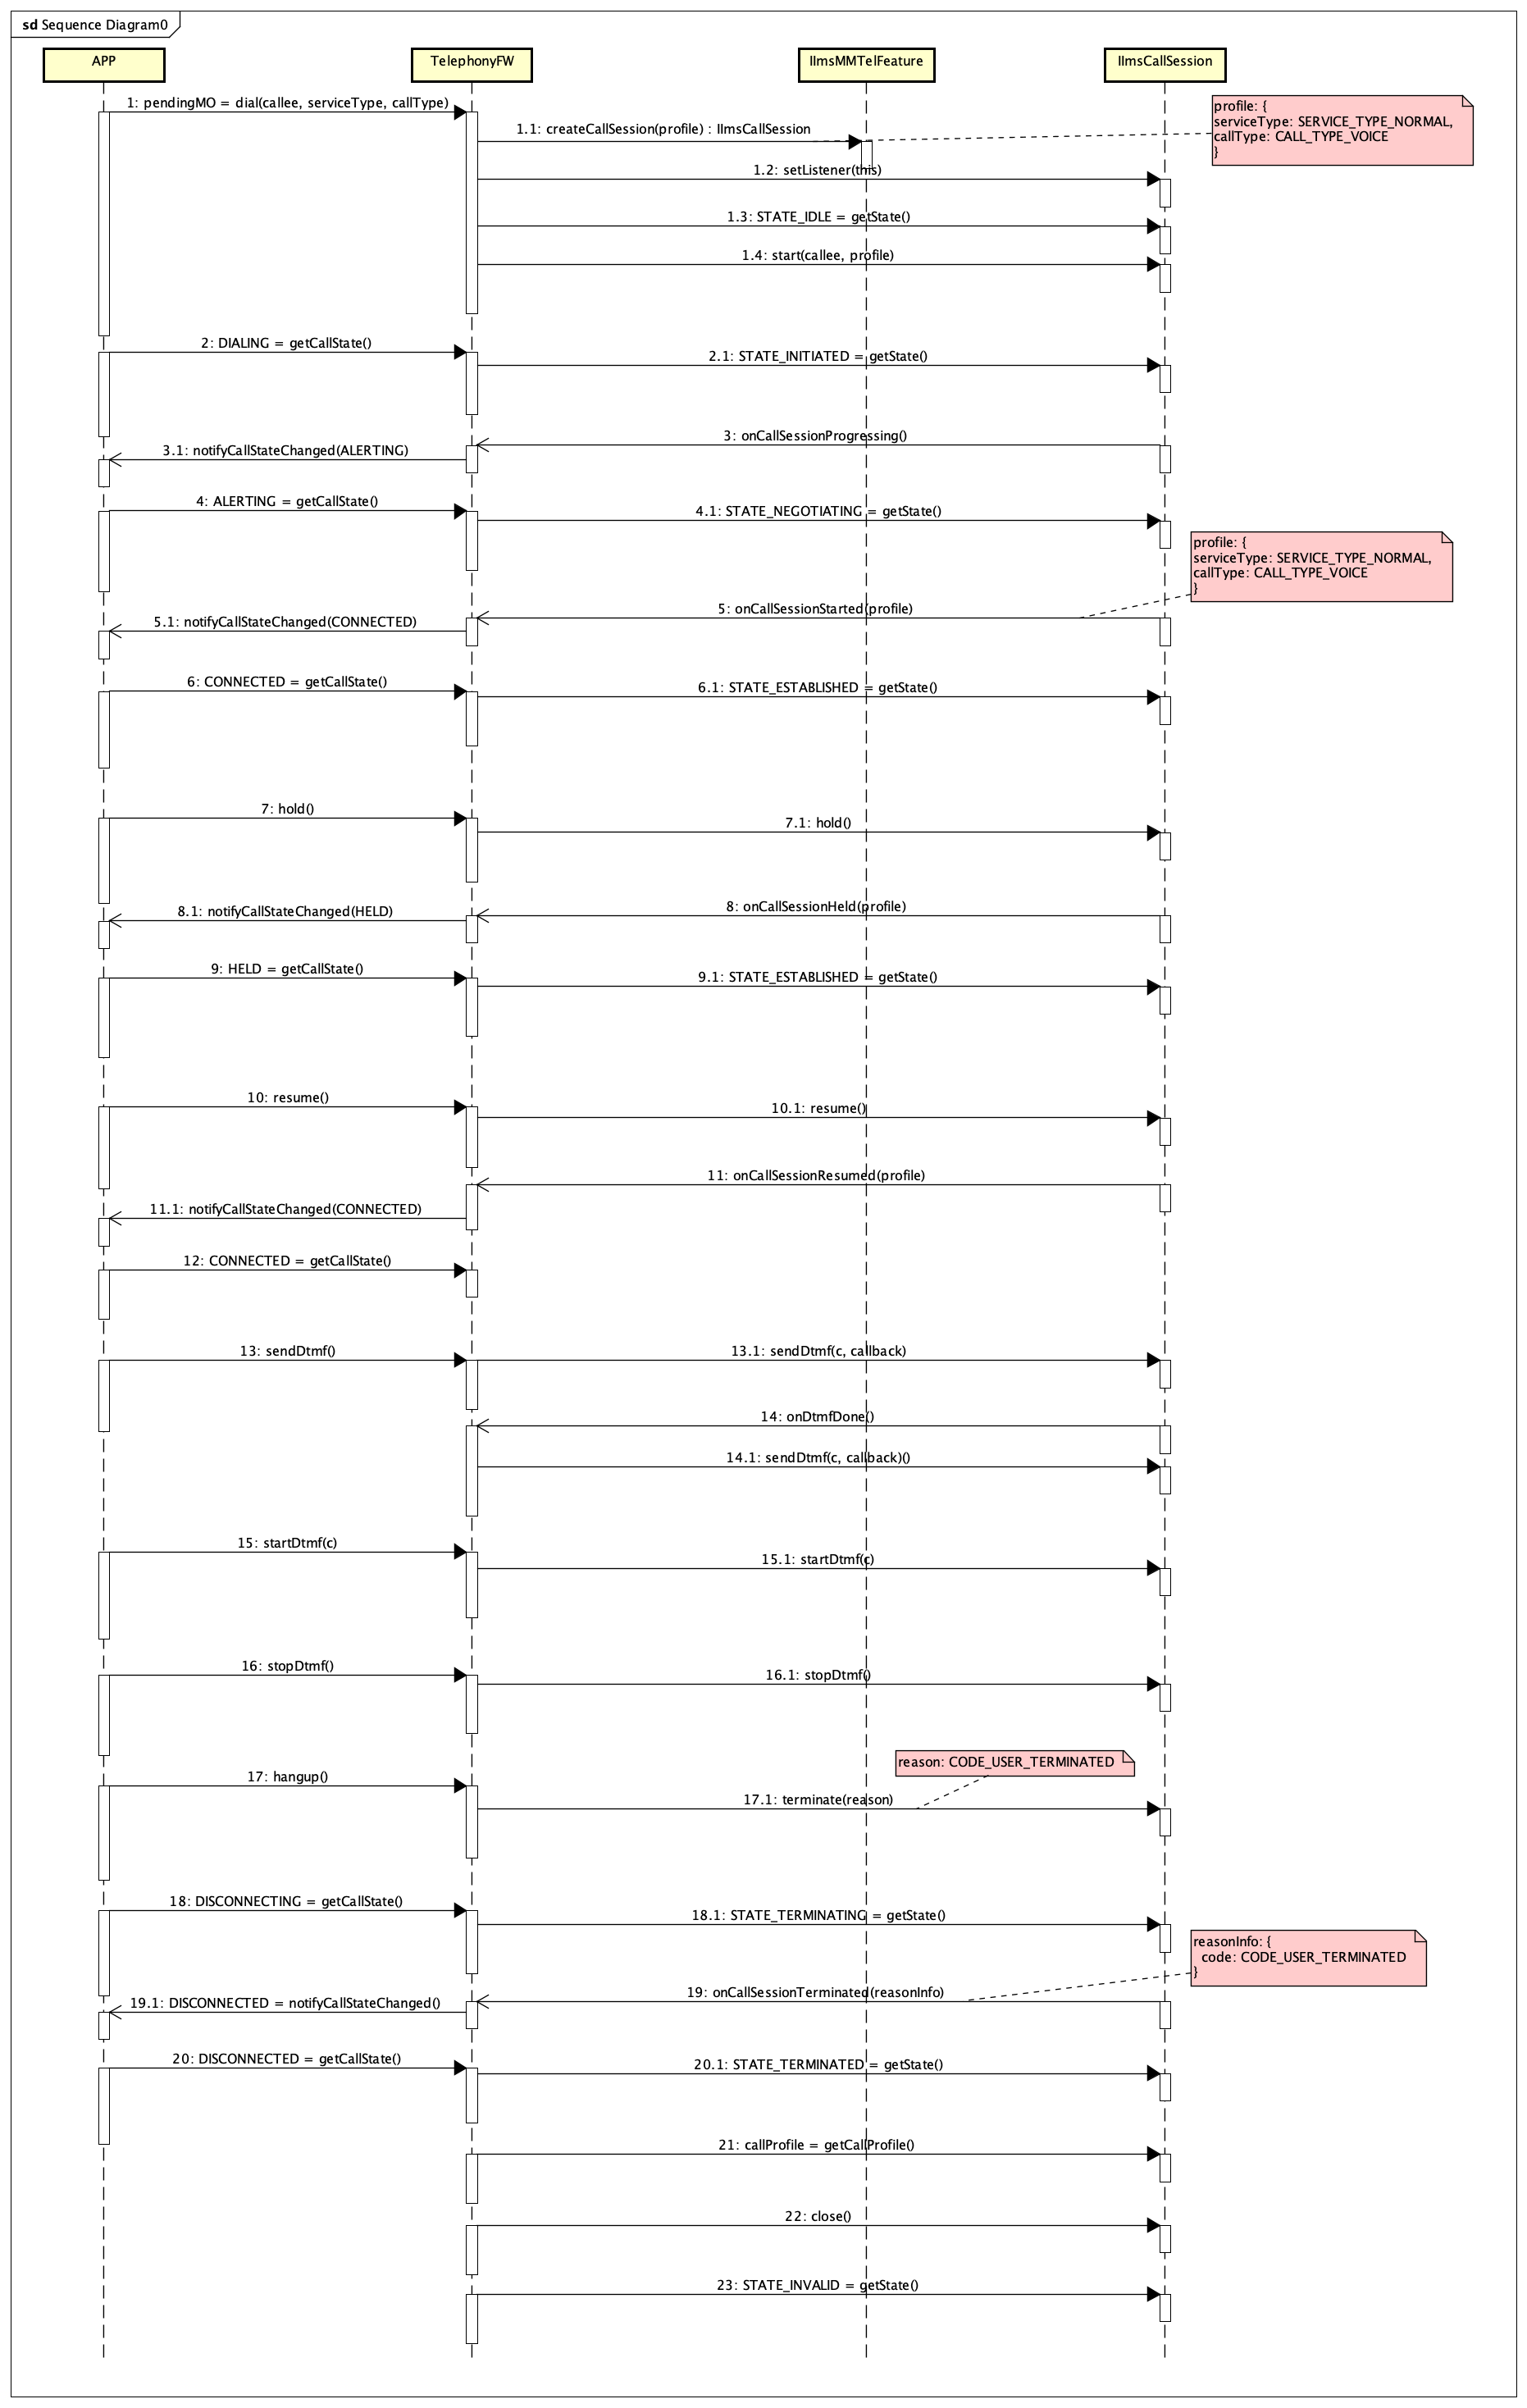 sd Sequence Diagram0
APP
TelephonyFW
IImsMMTelFeature
IImsCallSession
1: pendingMO = dial(callee, serviceType, callType)
profile: {
serviceType: SERVICE_TYPE_NORMAL,
callType: CALL_TYPE_VOICE
}
1.1: createCallSession(profile) : IImsCallSession
1.2: setListener(this)
1.3: STATE_IDLE = getState()
1.4: start(callee, profile)
2: DIALING = getCallState()
2.1: STATE_INITIATED = getState()
3: onCallSessionProgressing()
3.1: notifyCallStateChanged(ALERTING)
4: ALERTING = getCallState()
4.1: STATE_NEGOTIATING = getState()
profile: {
serviceType: SERVICE_TYPE_NORMAL,
callType: CALL_TYPE_VOICE
}
5: onCallSessionStarted(profile)
5.1: notifyCallStateChanged(CONNECTED)
6: CONNECTED = getCallState()
6.1: STATE_ESTABLISHED = getState()
7: hold()
7.1: hold()
8: onCallSessionHeld(profile)
8.1: notifyCallStateChanged(HELD)
9: HELD = getCallState()
9.1: STATE_ESTABLISHED = getState()
10: resume()
10.1: resume()
11: onCallSessionResumed(profile)
11.1: notifyCallStateChanged(CONNECTED)
12: CONNECTED = getCallState()
13: sendDtmf()
13.1: sendDtmf(c, callback)
14: onDtmfDone()
14.1: sendDtmf(c, callback)()
15: startDtmf(c)
15.1: startDtmf(c)
16: stopDtmf()
16.1: stopDtmf()
reason: CODE_USER_TERMINATED
17: hangup()
17.1: terminate(reason)
18: DISCONNECTING = getCallState()
18.1: STATE_TERMINATING = getState()
reasonInfo: {
code: CODE_USER_TERMINATED
}
19: onCallSessionTerminated(reasonInfo)
19.1: DISCONNECTED = notifyCallStateChanged()
20: DISCONNECTED = getCallState()
20.1: STATE_TERMINATED = getState()
21: callProfile = getCallProfile()
22: close()
23: STATE_INVALID = getState()